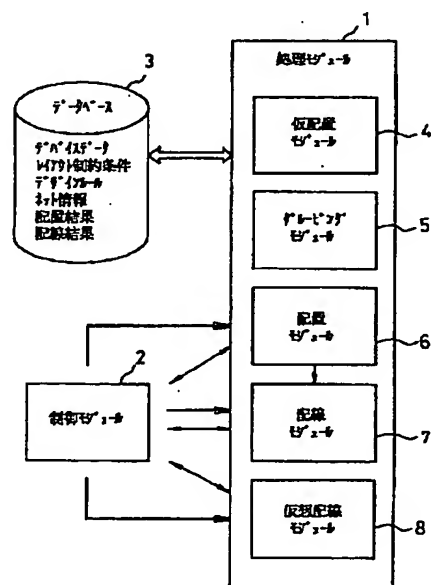 1
処理モジュール
3
データベース
デバイスデータ
レイアウト制約条件
デザインルール
ネット情報
配置結果
配線結果
仮配置
モジュール
4
グルーピング
モジュール
5
配置
モジュール
6
2
制御モジュール
配線
モジュール
7
仮想配線
モジュール
8